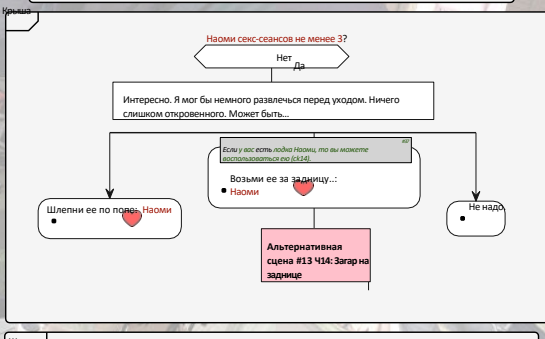 Крыша
Наоми секс-сеансов не менее 3?
Нет
Да
Интересно. Я мог бы немного развлечься перед уходом. Ничего
слишком откровенного. Может быть...
Если у вас есть лодка Наоми, то вы можете
воспользоваться ею (ck14).
Возьми ее за задницу..:
Наоми
Шлепни ее по попе: Наоми
Не надо
Альтернативная
сцена #13 Ч14: Загар на
заднице